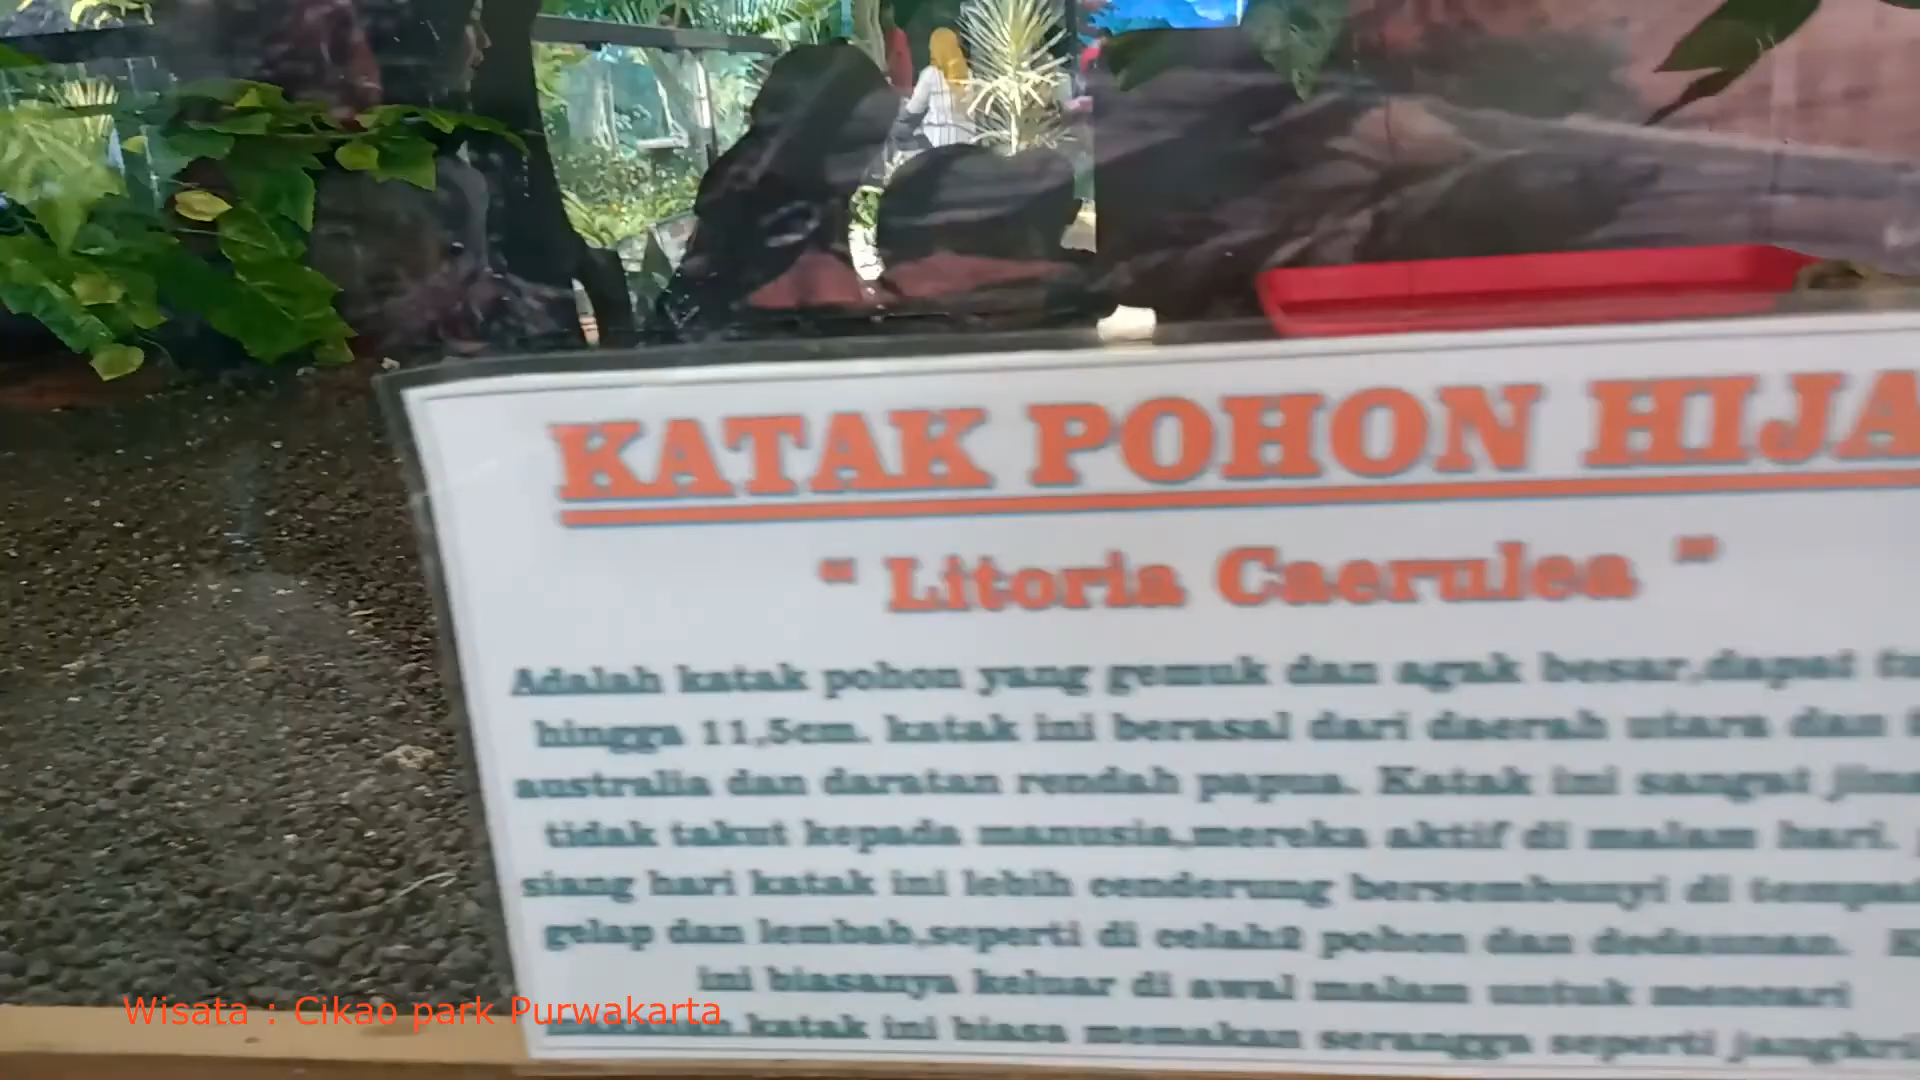 KATAK POHON HIJA
“ Litoria Caerulea ”
Adalah katak pohon yang gemuk dan agak besar,dapat
hingga 11,5cm. katak ini berasal dari daerah utara dan
australia dan daratan rendah papua. Katak ini sangat
tidak takut kepada manusia,mereka aktif di malam hari.
siang hari katak ini lebih cenderung bersembunyi di
gelap dan lembab,seperti di celah2 pohon dan dedaunan.
ini biasanya keluar di awal malam untuk mencari
katak ini biasa memakan serangga seperti
Wisata : Cikao park Purwakarta